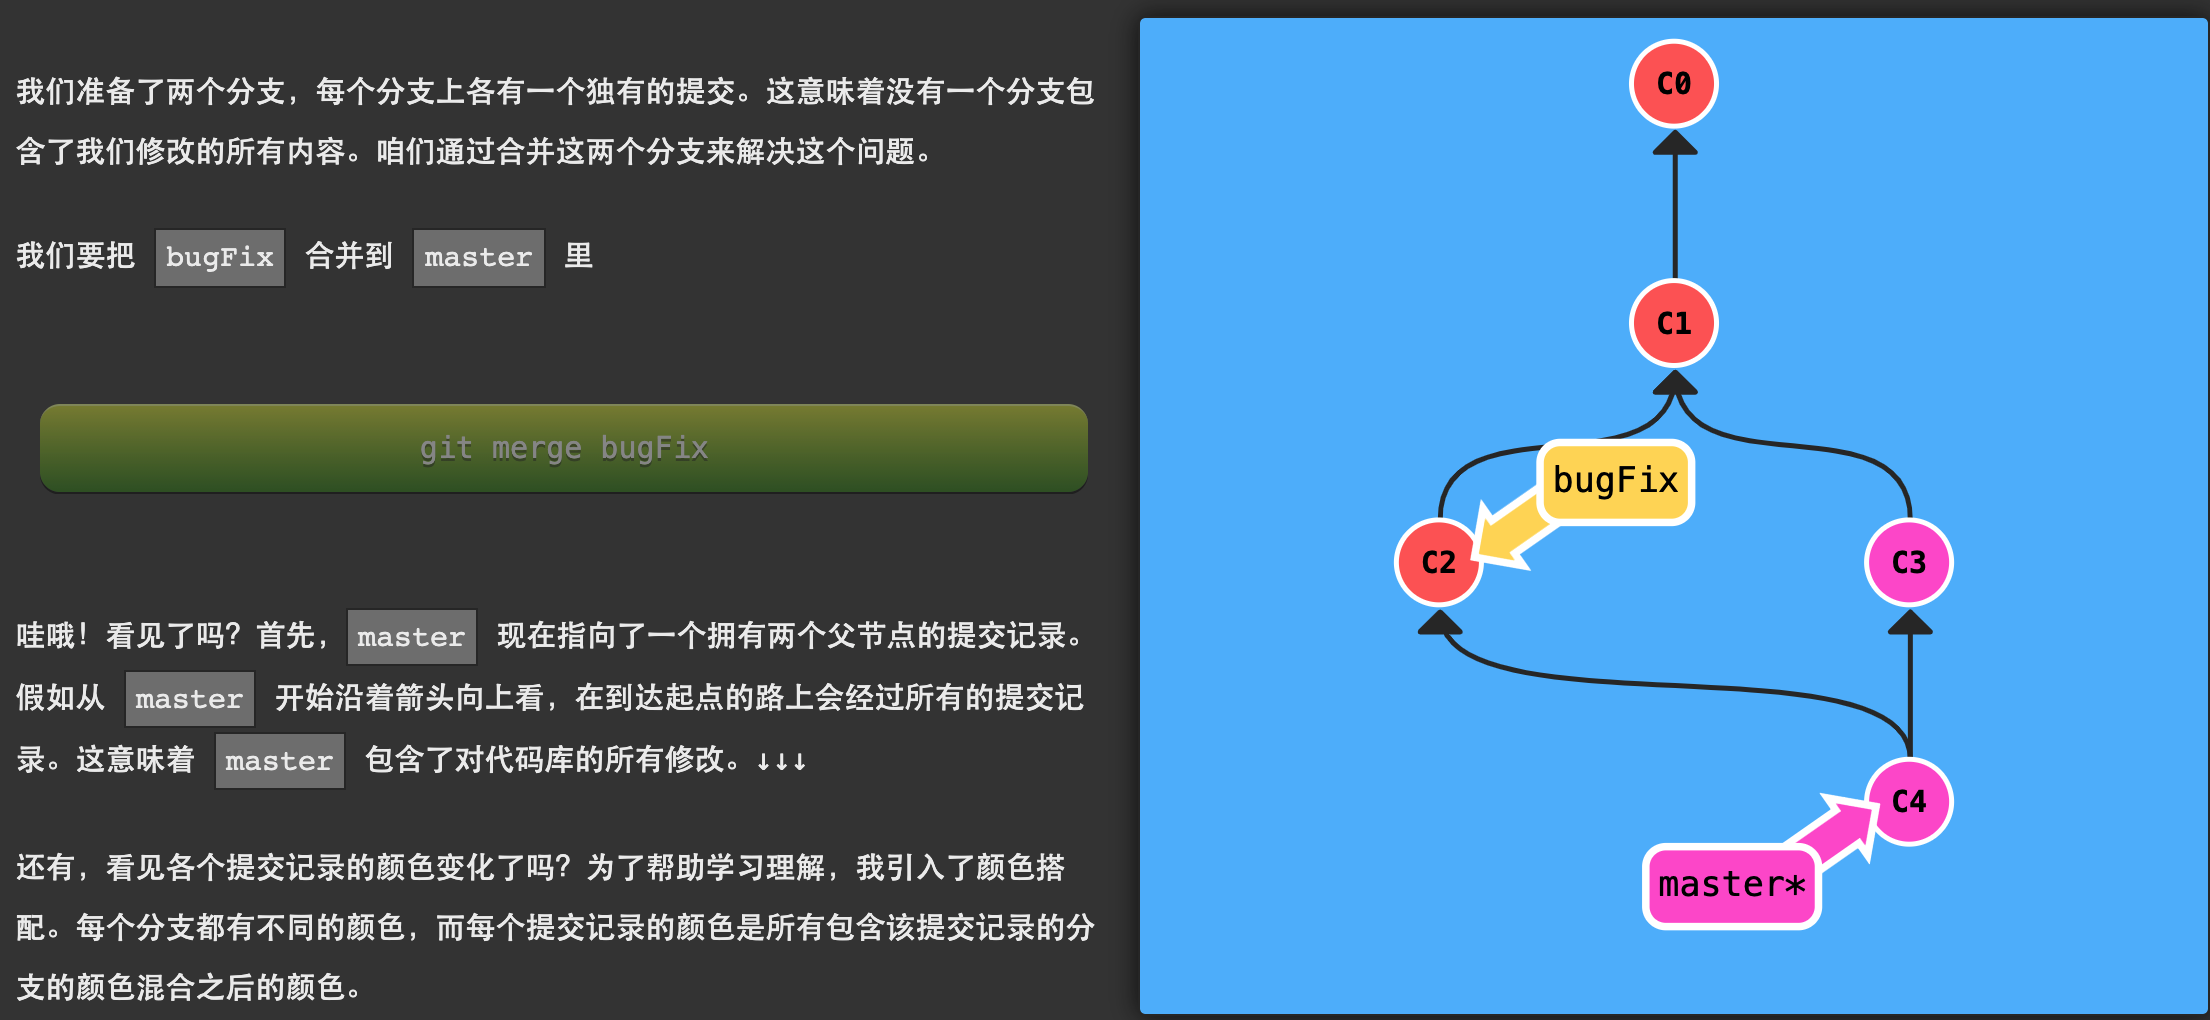 我们准备了两个分支，每个分支上各有一个独有的提交。这意味着没有一个分支包
含了我们修改的所有内容。咱们通过合并这两个分支来解决这个问题。
我们要把 bugFix 合并到 master 里
git merge bugFix
哇哦！看见了吗？首先，master 现在指向了一个拥有两个父节点的提交记录。
假如从 master 开始沿着箭头向上看，在到达起点的路上会经过所有的提交记
录。这意味着 master 包含了对代码库的所有修改。↓↓↓
还有，看见各个提交记录的颜色变化了吗？为了帮助学习理解，我引入了颜色搭
配。每个分支都有不同的颜色，而每个提交记录的颜色是所有包含该提交记录的分
支的颜色混合之后的颜色。
C0
C1
bugFix
C2
C3
C4
master*